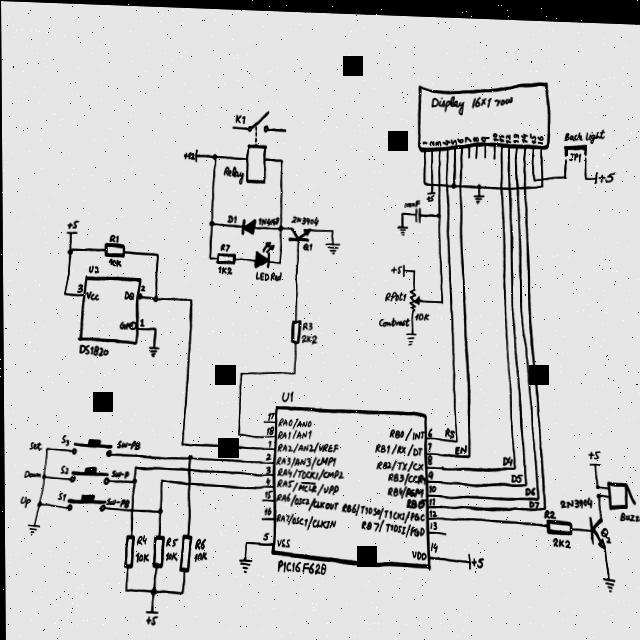 Display 16X1 7000
Back Light
JP1
+5
K1
+12
Relay
D1
2N3904
Q1
R7
1K2
LED Red
+5
R1
U2
3 Vcc DQ 2
GND 1
DS1820
+5
RPOt1
10K
Contrast
R3
2K2
U1
17 RA0/AN0
18 RA1/AN1
1 RA2/AN2/VREF
2 RA3/AN3/CMP1
3 RA4/TOCK1/CMP2
4 RA5/MCLR/VPP
15 RA6/OSC2/CLKOUT
16 RA7/OSC1/CLKIN
5 VSS
RB0/INT 6 RS
RB1/RX/DT 7 EN
RB2/TX/CK 8 D4
RB3/CCP1 9 D5
RB4/PGM 10 D6
RB5 11 D7
RB6/T1OSO/T1CK1/PGC 12
RB7/T1OSI/PGD 13
VDD 14
+5
PIC16F628
Set S3 SW-PB
Down S2 SW-P
Up S1 SW-PB
R4
10K
R5
10K
R6
10K
+5
R2
2K2
+5
2N3904
Q2
Buzz